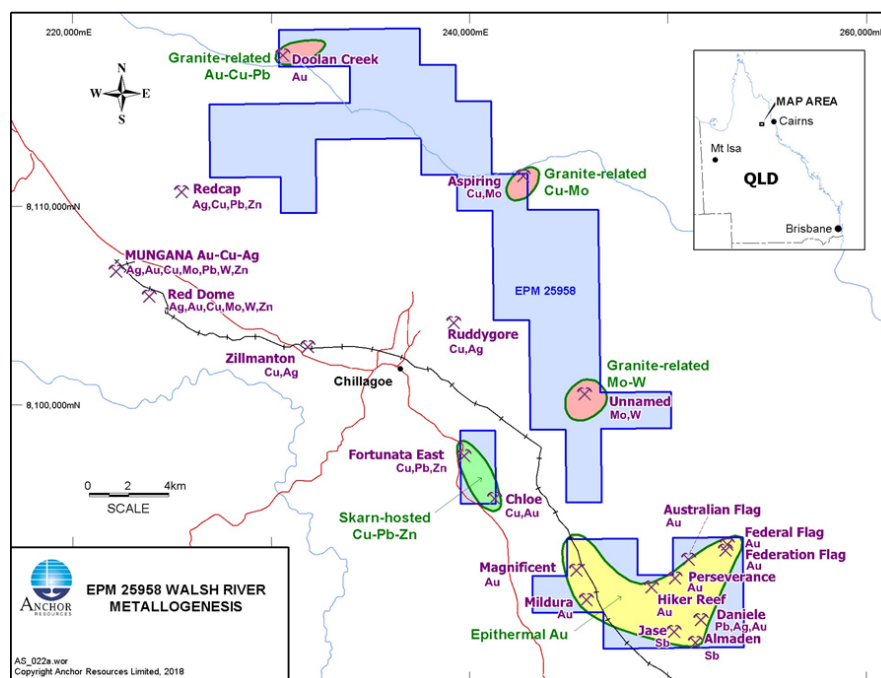 220,000mE
240,000mE
260,000mE
Granite-related
Au-Cu-Pb
Doolan Creek
Au
N
W E
S
MAP AREA
Cairns
Mt Isa
QLD
Brisbane
Aspiring
Cu,Mo
Granite-related
Cu-Mo
Redcap
Ag,Cu,Pb,Zn
8,110,000mN
MUNGANA Au-Cu-Ag
Ag,Au,Cu,Mo,Pb,W,Zn
Red Dome
Ag,Au,Cu,Mo,W,Zn
EPM 25958
Ruddygore
Cu,Ag
Zillmanton
Cu,Ag
Chillagoe
Granite-related
Mo-W
Unnamed
Mo,W
8,100,000mN
Fortunata East
Cu,Pb,Zn
Chloe
Cu,Au
Skarn-hosted
Cu-Pb-Zn
0 2 4km
SCALE
Australian Flag
Au
Federal Flag
Au
Federation Flag
Au
Magnificent
Au
Perseverance
Au
Hiker Reef
Au
Mildura
Au
Daniele
Pb,Ag,Au
Epithermal Au
Jase
Sb
Almaden
Sb
ANCHOR
RESOURCES
EPM 25958 WALSH RIVER
METALLOGENESIS
AS_022a.wor
Copyright Anchor Resources Limited, 2018